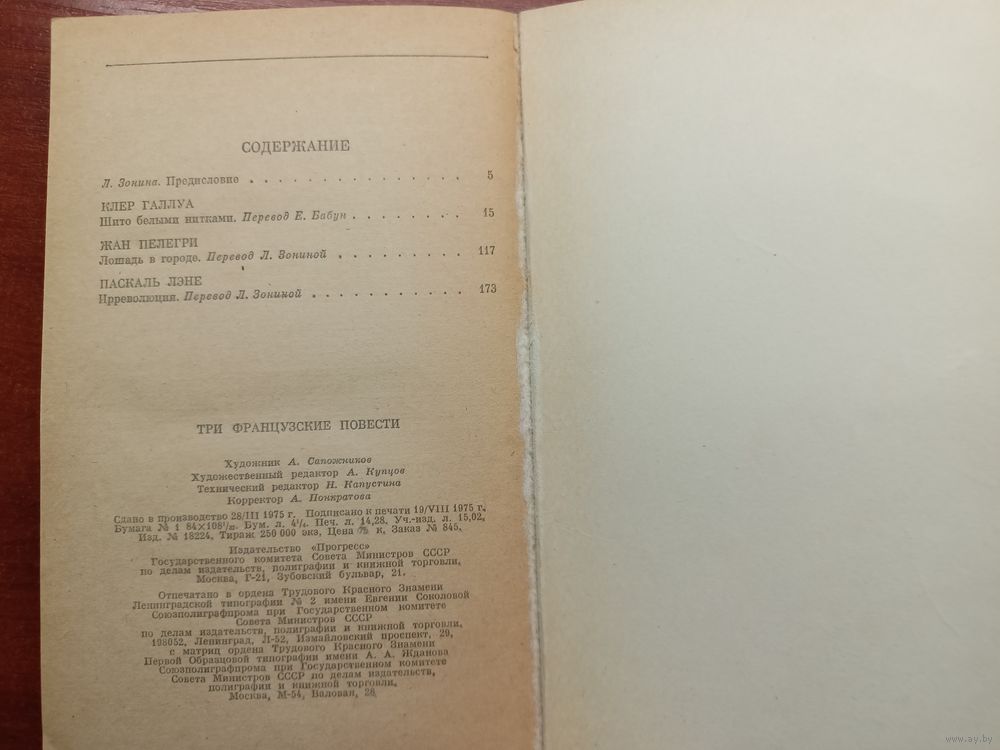 СОДЕРЖАНИЕ
Л. Зонина. Предисловие . . . . . . . . . . . . . . . 5
КЛЕР ГАЛЛУА
Шито белыми нитками. Перевод Е. Бабун . . . . . . . . 15
ЖАН ПЕЛЕГРИ
Лошадь в городе. Перевод Л. Зониной . . . . . . . . . 117
ПАСКАЛЬ ЛЭНЕ
Ирреволюция. Перевод Л. Зониной . . . . . . . . . . . 173
ТРИ ФРАНЦУЗСКИЕ ПОВЕСТИ
Художник А. Сапожников
Художественный редактор А. Купцов
Технический редактор Н. Капустина
Корректор А. Понкратова
Сдано в производство 28/III 1975 г. Подписано к печати 19/VIII 1975 г.
Бумага № 1 84×108¹/₃₂. Бум. л. 4¹/₄. Печ. л. 14,28. Уч.-изд. л. 15,02.
Изд. № 18224. Тираж 250 000 экз. Цена к. Заказ № 845.
Издательство «Прогресс»
Государственного комитета Совета Министров СССР
по делам издательств, полиграфии и книжной торговли.
Москва, Г-21, Зубовский бульвар, 21.
Отпечатано в ордена Трудового Красного Знамени
Ленинградской типографии № 2 имени Евгении Соколовой
Союзполиграфпрома при Государственном комитете
Совета Министров СССР
по делам издательств, полиграфии и книжной торговли.
198052, Ленинград, Л-52, Измайловский проспект, 29,
с матриц ордена Трудового Красного Знамени
Первой Образцовой типографии имени А. А. Жданова
Союзполиграфпрома при Государственном комитете
Совета Министров СССР по делам издательств,
полиграфии и книжной торговли.
Москва, М-54, Валовая, 28
www.ay.by